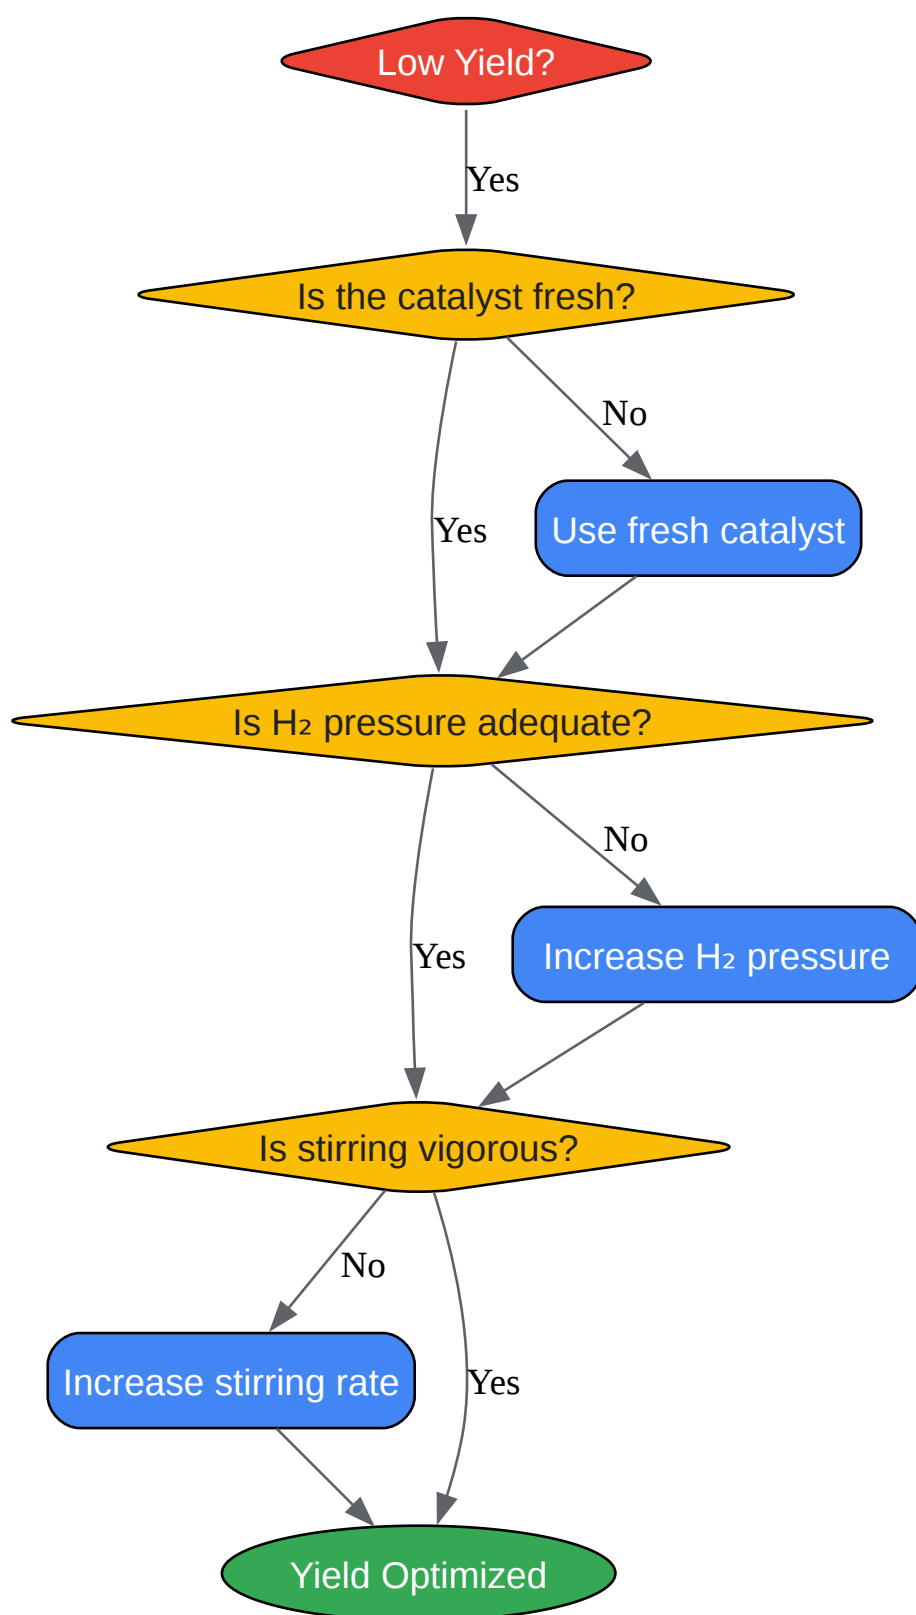 Low Yield?
Yes
Is the catalyst fresh?
No
Yes
Use fresh catalyst
Is H₂ pressure adequate?
No
Yes
Increase H₂ pressure
Is stirring vigorous?
No
Increase stirring rate
Yes
Yield Optimized